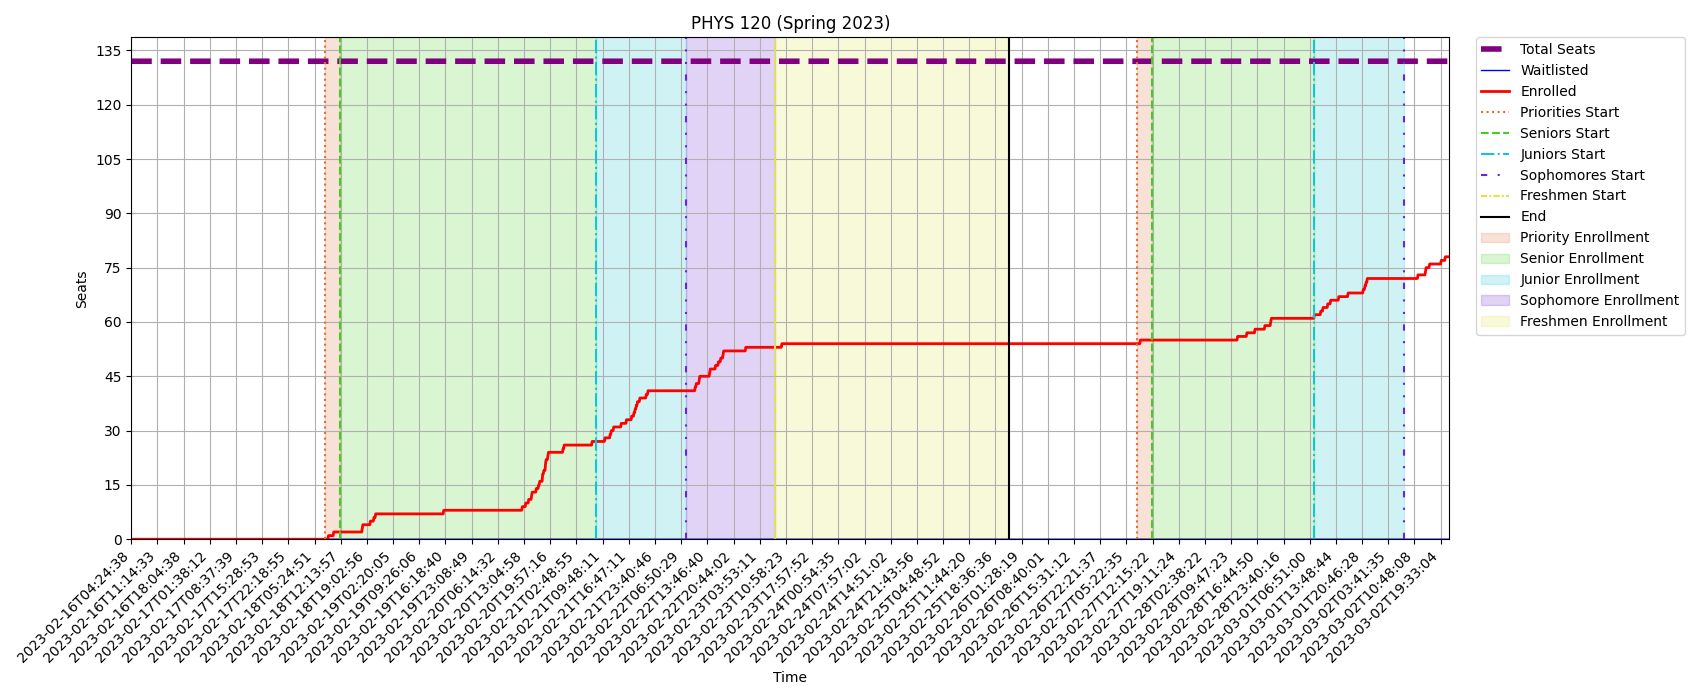 PHYS 120 (Spring 2023)
135
120
105
90
75
60
45
30
15
0
Seats
2023-02-16T04:24:38
2023-02-16T11:14:33
2023-02-16T18:04:38
2023-02-17T01:38:12
2023-02-17T08:37:39
2023-02-17T15:28:53
2023-02-17T22:18:55
2023-02-18T05:24:51
2023-02-18T12:13:57
2023-02-18T19:02:56
2023-02-19T02:20:05
2023-02-19T09:26:06
2023-02-19T16:18:40
2023-02-19T23:08:49
2023-02-20T06:14:32
2023-02-20T13:04:58
2023-02-20T19:57:16
2023-02-21T02:48:55
2023-02-21T09:48:11
2023-02-21T16:47:11
2023-02-21T23:40:46
2023-02-22T06:50:29
2023-02-22T13:46:40
2023-02-22T20:44:02
2023-02-23T03:53:11
2023-02-23T10:58:23
2023-02-23T17:57:52
2023-02-24T00:54:35
2023-02-24T07:57:02
2023-02-24T14:51:02
2023-02-24T21:43:56
2023-02-25T04:48:52
2023-02-25T11:44:20
2023-02-25T18:36:36
2023-02-26T01:28:19
2023-02-26T08:40:01
2023-02-26T15:31:12
2023-02-26T22:21:37
2023-02-27T05:22:35
2023-02-27T12:15:22
2023-02-27T19:11:24
2023-02-28T02:38:22
2023-02-28T09:47:23
2023-02-28T16:44:50
2023-02-28T23:40:16
2023-03-01T06:51:00
2023-03-01T13:48:44
2023-03-01T20:46:28
2023-03-02T03:41:35
2023-03-02T10:48:08
2023-03-02T19:33:04
Time
Total Seats
Waitlisted
Enrolled
Priorities Start
Seniors Start
Juniors Start
Sophomores Start
Freshmen Start
End
Priority Enrollment
Senior Enrollment
Junior Enrollment
Sophomore Enrollment
Freshmen Enrollment